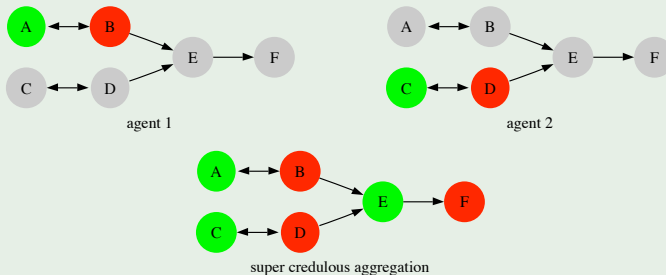 A B E F
C D
agent 1
A B E F
C D
agent 2
A B E F
C D
super credulous aggregation